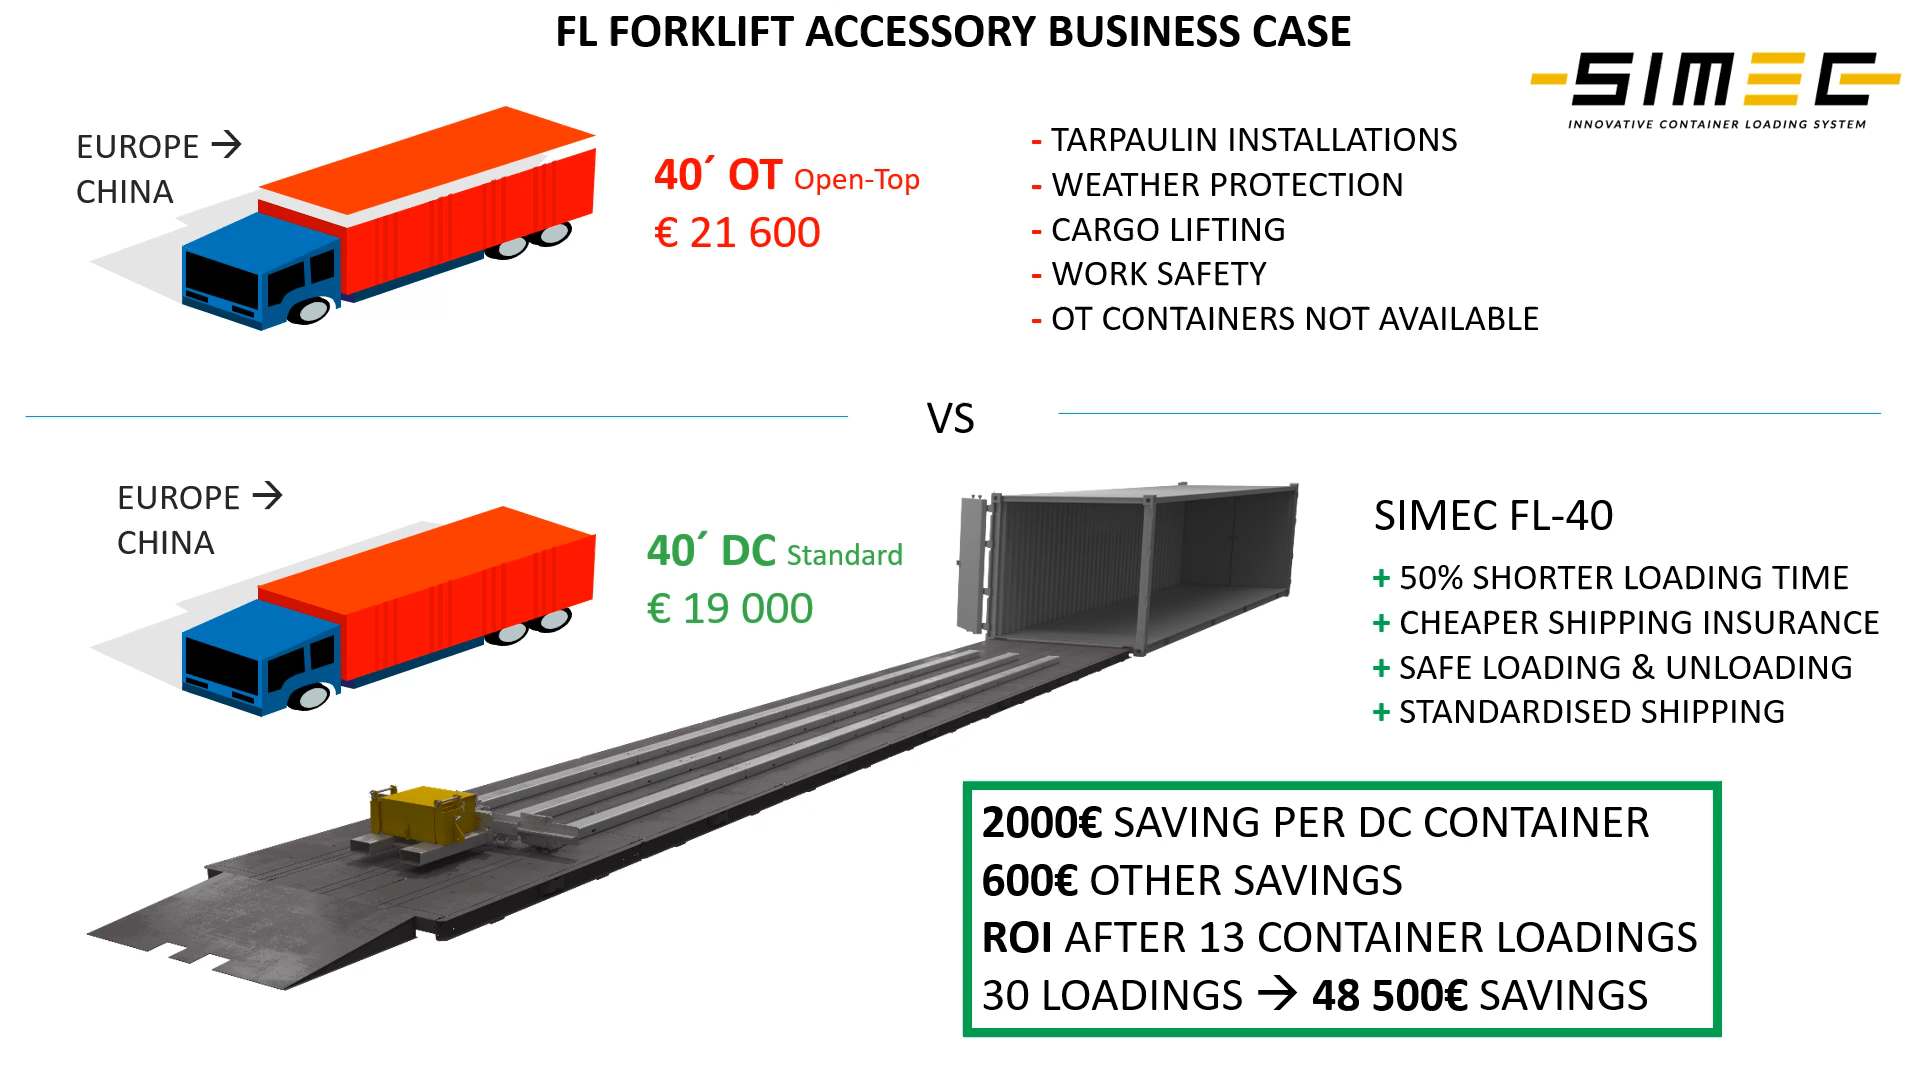 FL FORKLIFT ACCESSORY BUSINESS CASE
SIMEC
INNOVATIVE CONTAINER LOADING SYSTEM
EUROPE →
CHINA
40´ OT Open-Top
€ 21 600
- TARPAULIN INSTALLATIONS
- WEATHER PROTECTION
- CARGO LIFTING
- WORK SAFETY
- OT CONTAINERS NOT AVAILABLE
VS
EUROPE →
CHINA
40´ DC Standard
€ 19 000
SIMEC FL-40
+ 50% SHORTER LOADING TIME
+ CHEAPER SHIPPING INSURANCE
+ SAFE LOADING & UNLOADING
+ STANDARDISED SHIPPING
2000€ SAVING PER DC CONTAINER
600€ OTHER SAVINGS
ROI AFTER 13 CONTAINER LOADINGS
30 LOADINGS → 48 500€ SAVINGS